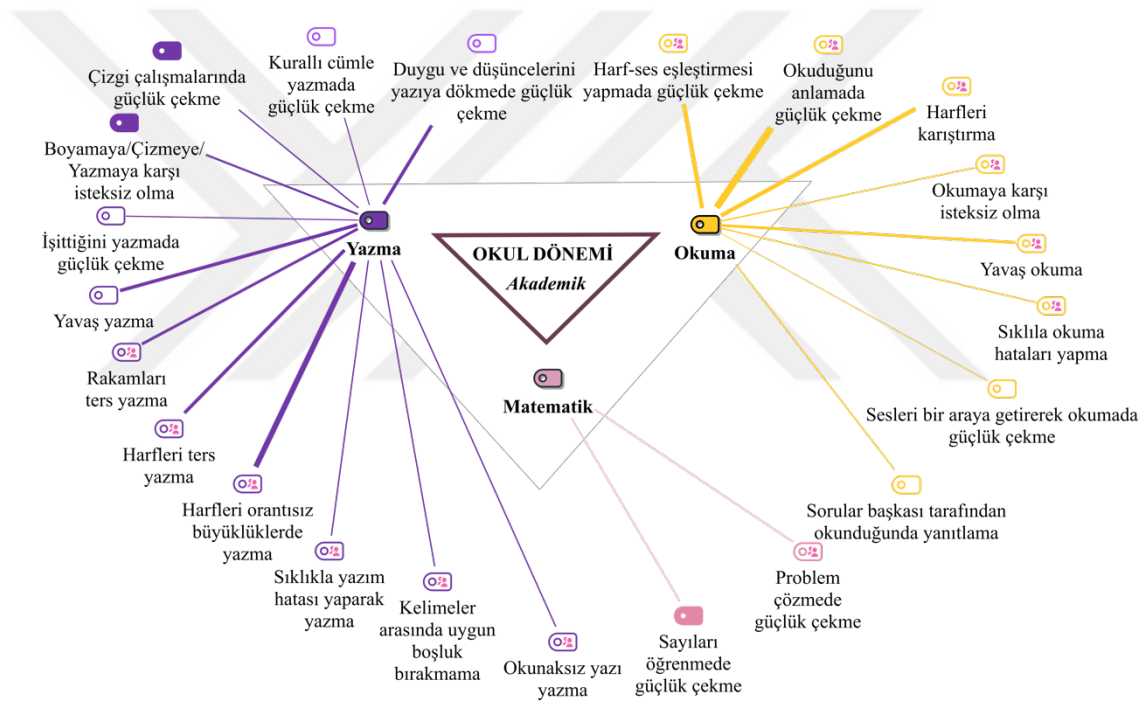 Çizgi çalışmalarında
güçlük çekme
Kurallı cümle
yazmada
güçlük çekme
Duygu ve düşüncelerini
yazıya dökmede güçlük
çekme
Harf-ses eşleştirmesi
yapmada güçlük çekme
Okuduğunu
anlamada
güçlük çekme
Harfleri
karıştırma
Boyamaya/Çizmeye/
Yazmaya karşı
isteksiz olma
Okumaya karşı
isteksiz olma
İşittiğini yazmada
güçlük çekme
Yazma
OKUL DÖNEMİ
Akademik
Okuma
Yavaş okuma
Yavaş yazma
Sıklıla okuma
hataları yapma
Rakamları
ters yazma
Matematik
Sesleri bir araya getirerek okumada
güçlük çekme
Harfleri ters
yazma
Harfleri orantısız
büyüklüklerde
yazma
Sorular başkası tarafından
okunduğunda yanıtlama
Sıklıkla yazım
hatası yaparak
yazma
Kelimeler
arasında uygun
boşluk
bırakmama
Okunaksız yazı
yazma
Sayıları
öğrenmede
güçlük çekme
Problem
çözmede
güçlük çekme